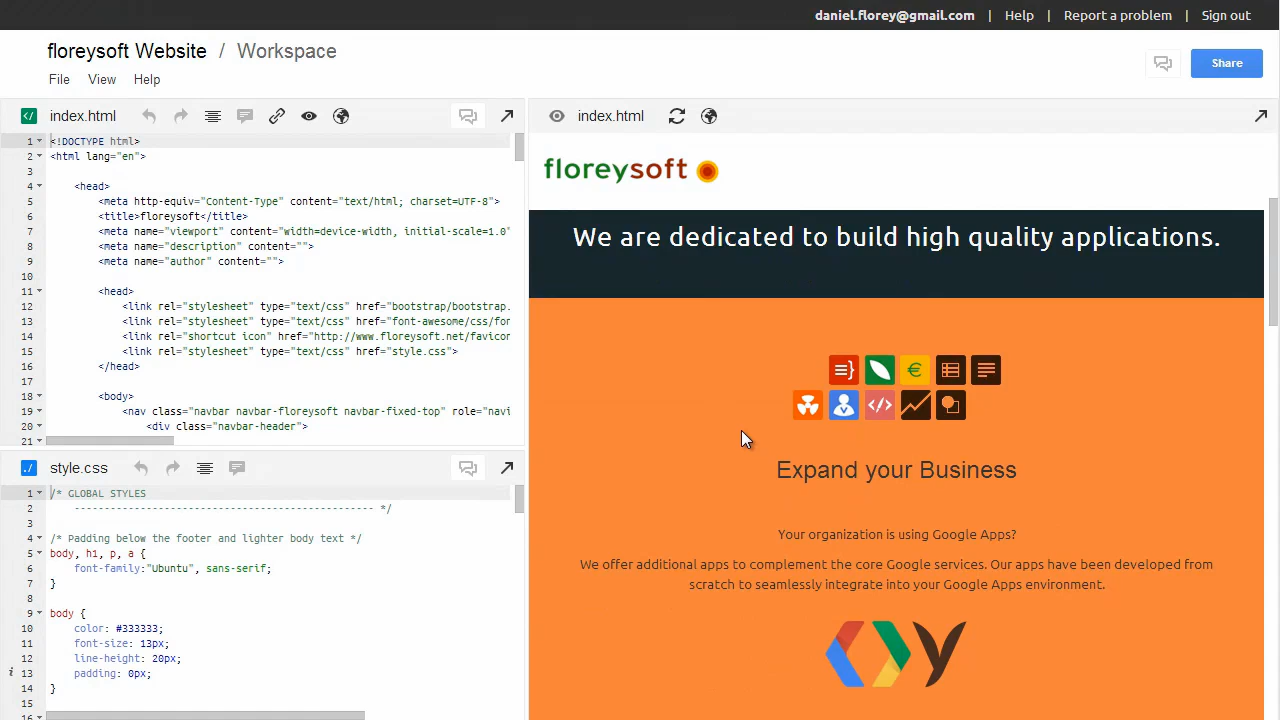 daniel.florey@gmail.com | Help | Report a problem | Sign out
floreysoft Website / Workspace
File View Help
Share
index.html
1 <!DOCTYPE html>
2 <html lang="en">
3
4 <head>
5 <meta http-equiv="Content-Type" content="text/html; charset=UTF-8">
6 <title>floreysoft</title>
7 <meta name="viewport" content="width=device-width, initial-scale=1.0"
8 <meta name="description" content="">
9 <meta name="author" content="">
10
11 <head>
12 <link rel="stylesheet" type="text/css" href="bootstrap/bootstrap.
13 <link rel="stylesheet" type="text/css" href="font-awesome/css/fon
14 <link rel="shortcut icon" href="http://www.floreysoft.net/favicon
15 <link rel="stylesheet" type="text/css" href="style.css">
16 </head>
17
18 <body>
19 <nav class="navbar navbar-floreysoft navbar-fixed-top" role="navi
20 <div class="navbar-header">
21
style.css
1 /* GLOBAL STYLES
2 -------------------------------------------------- */
3
4 /* Padding below the footer and lighter body text */
5 body, h1, p, a {
6 font-family:"Ubuntu", sans-serif;
7 }
8
9 body {
10 color: #333333;
11 font-size: 13px;
12 line-height: 20px;
13 padding: 0px;
14 }
15
16
index.html
floreysoft
We are dedicated to build high quality applications.
Expand your Business
Your organization is using Google Apps?
We offer additional apps to complement the core Google services. Our apps have been developed from
scratch to seamlessly integrate into your Google Apps environment.